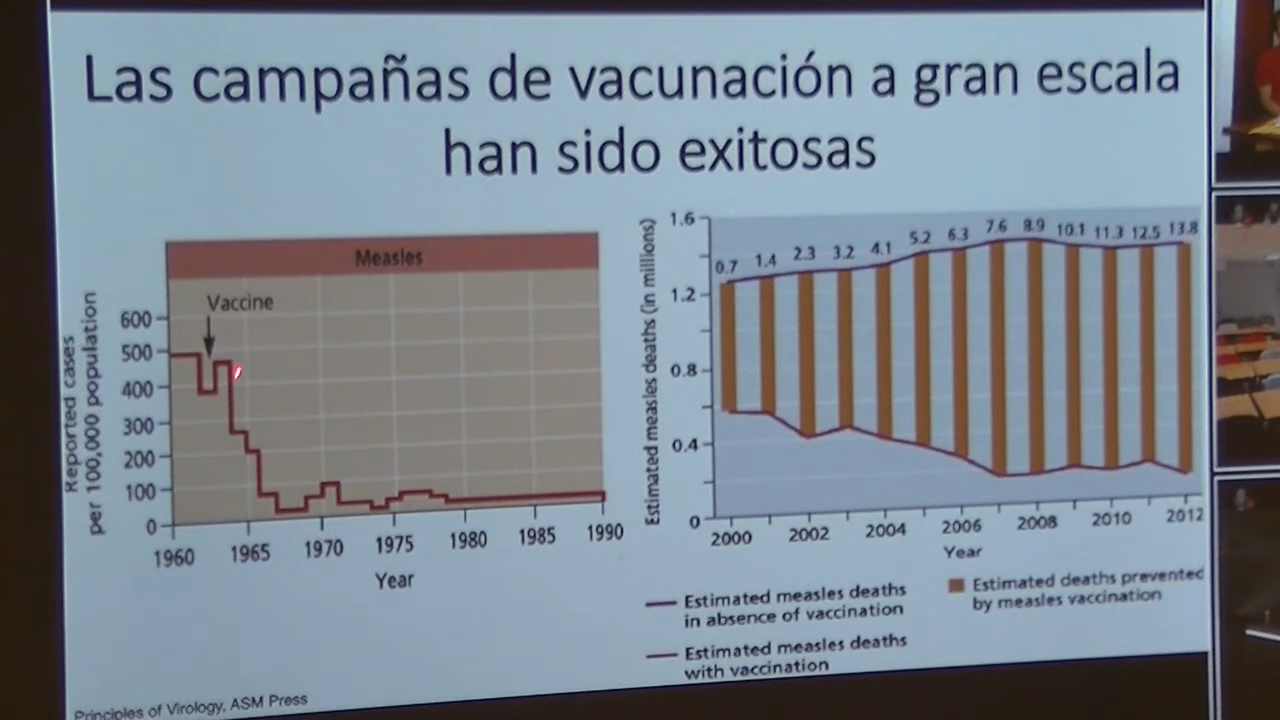 Las campañas de vacunación a gran escala
han sido exitosas
Measles
Vaccine
Reported cases
per 100,000 population
600
500
400
300
200
100
0
1960
1965
1970
1975
1980
1985
1990
Year
Estimated measles deaths (in millions)
1.6
1.2
0.8
0.4
0
0.7
1.4
2.3
3.2
4.1
5.2
6.3
7.6
8.9
10.1
11.3
12.5
13.8
2000
2002
2004
2006
2008
2010
2012
Year
Estimated measles deaths
in absence of vaccination
Estimated measles deaths
with vaccination
Estimated deaths prevented
by measles vaccination
Principles of Virology, ASM Press